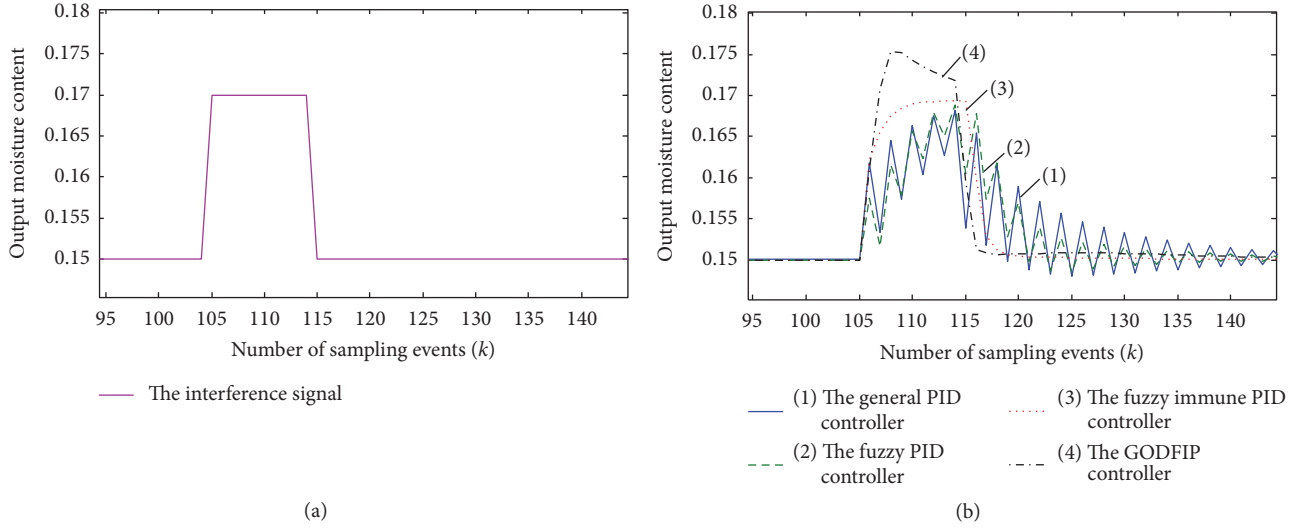 0.18
0.175
0.17
0.165
0.16
0.155
0.15
Output moisture content
95 100 105 110 115 120 125 130 135 140
Number of sampling events (k)
The interference signal
(a)
0.18
0.175
0.17
0.165
0.16
0.155
0.15
Output moisture content
(4)
(3)
(2)
(1)
95 100 105 110 115 120 125 130 135 140
Number of sampling events (k)
(1) The general PID
controller
(2) The fuzzy PID
controller
(3) The fuzzy immune PID
controller
(4) The GODFIP
controller
(b)